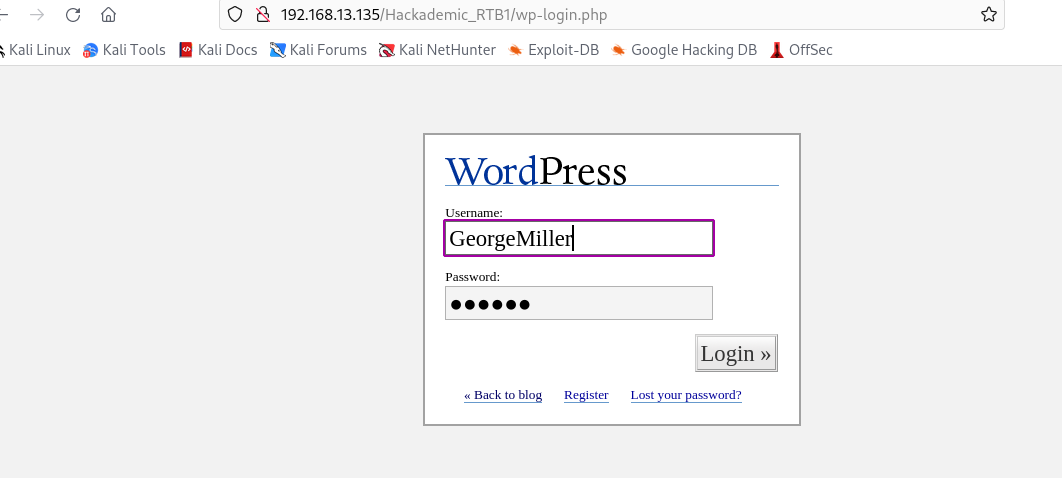 192.168.13.135/Hackademic_RTB1/wp-login.php
Kali Linux Kali Tools Kali Docs Kali Forums Kali NetHunter Exploit-DB Google Hacking DB OffSec
WordPress
Username:
GeorgeMiller
Password:
●●●●●●
Login »
« Back to blog Register Lost your password?